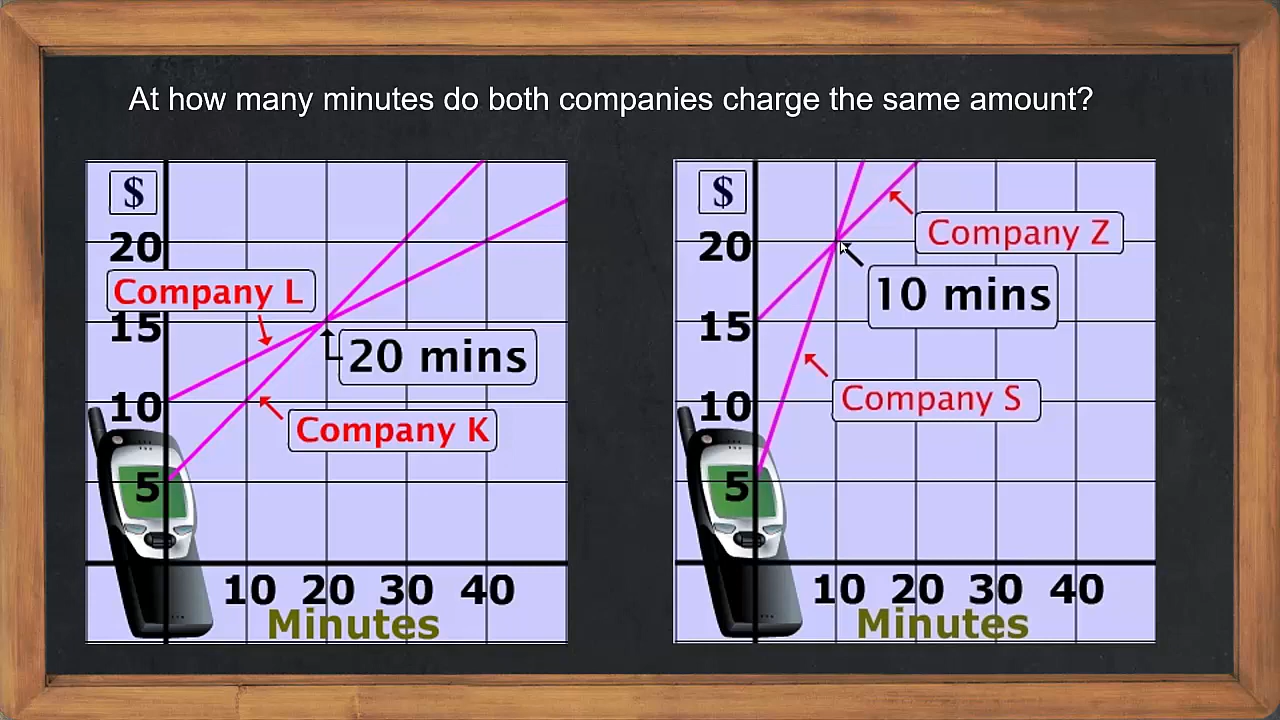 At how many minutes do both companies charge the same amount?
$
20
Company L
15
20 mins
10
Company K
5
10 20 30 40
Minutes
$
20
Company Z
10 mins
15
10
Company S
5
10 20 30 40
Minutes